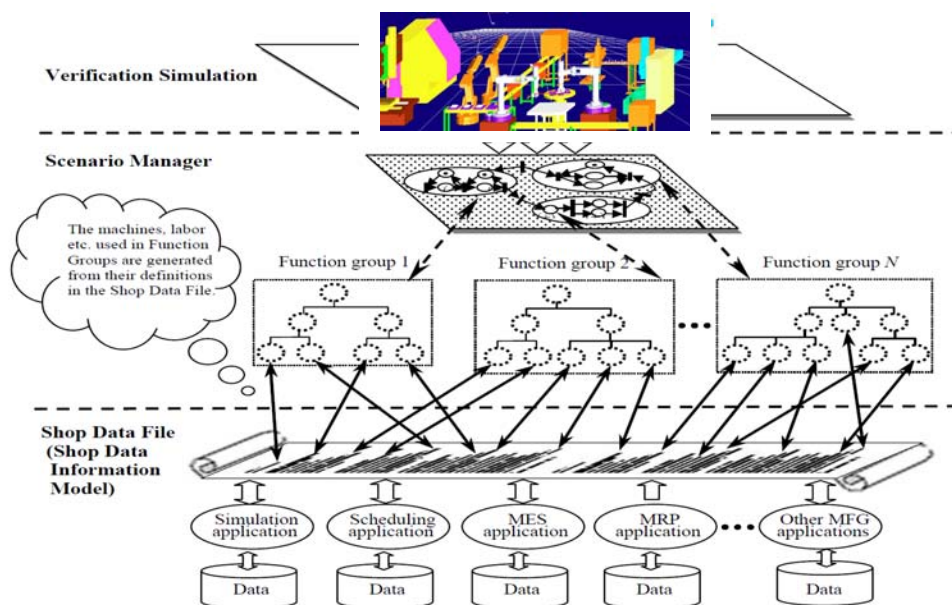 Verification Simulation
Scenario Manager
The machines, labor
etc. used in Function
Groups are generated
from their definitions
in the Shop Data File.
Function group 1
Function group 2
Function group N
Shop Data File
(Shop Data
Information
Model)
Simulation
application
Scheduling
application
MES
application
MRP
application
Other MFG
applications
Data
Data
Data
Data
Data